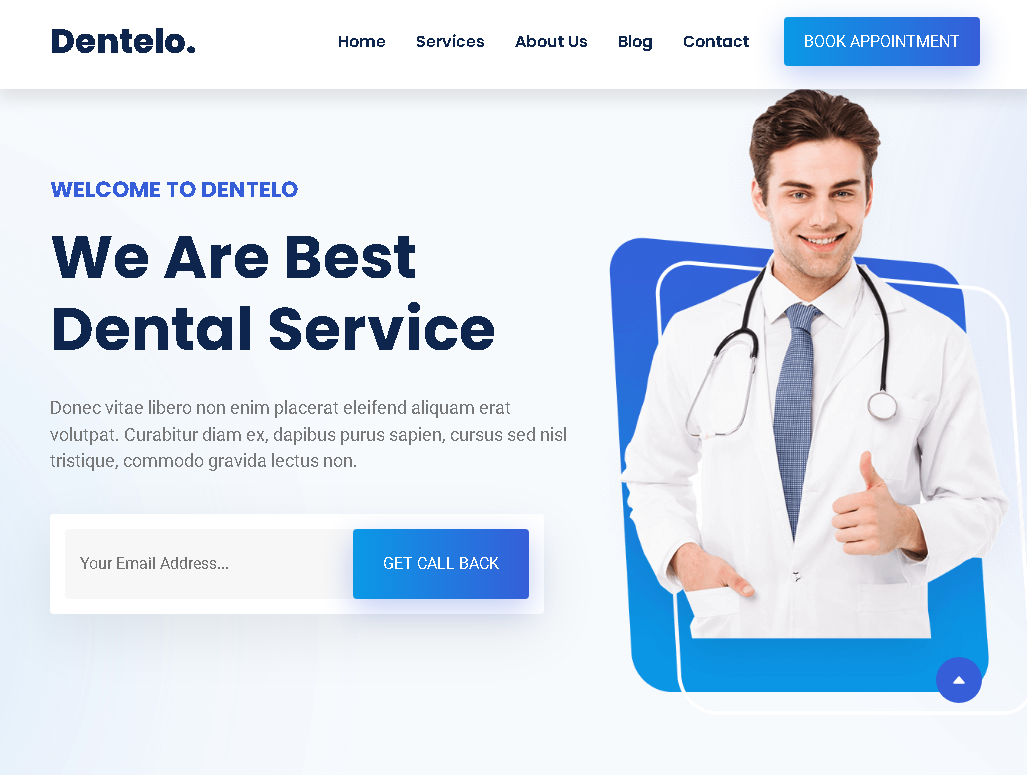 Dentelo.
Home Services About Us Blog Contact BOOK APPOINTMENT
WELCOME TO DENTELO
We Are Best
Dental Service
Donec vitae libero non enim placerat eleifend aliquam erat
volutpat. Curabitur diam ex, dapibus purus sapien, cursus sed nisl
tristique, commodo gravida lectus non.
Your Email Address... GET CALL BACK